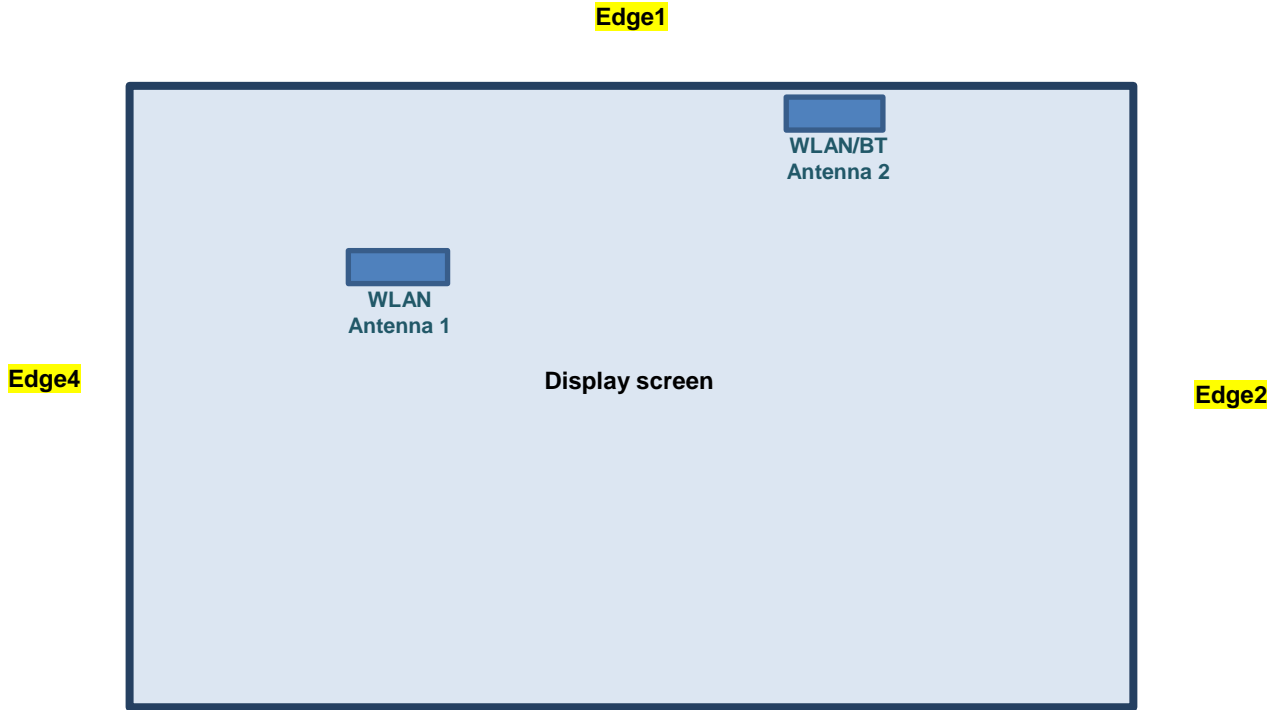 Edge1
WLAN/BT
Antenna 2
WLAN
Antenna 1
Edge4
Display screen
Edge2